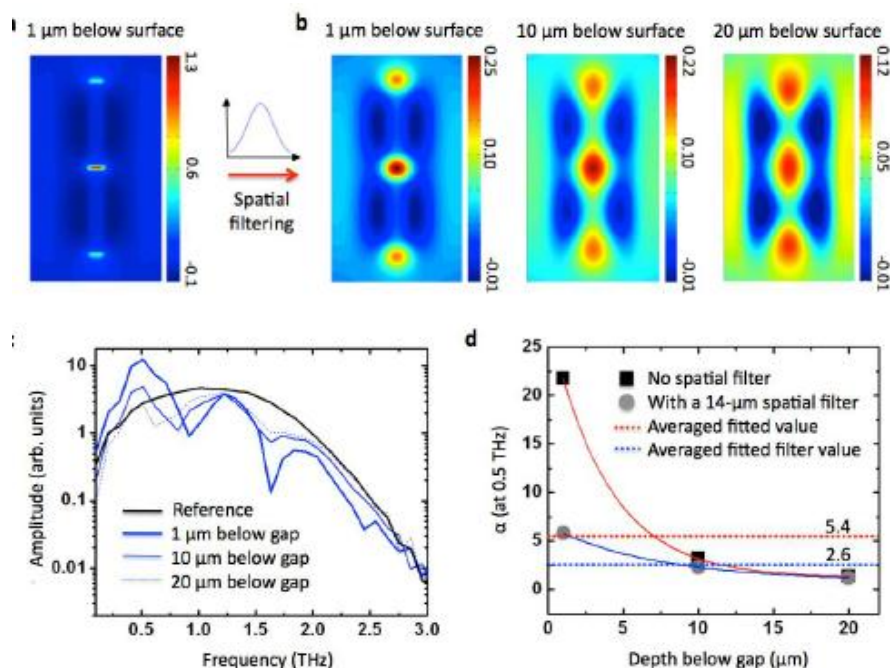 b
1 µm below surface
1 µm below surface
10 µm below surface
20 µm below surface
1.3
0.6
-0.1
Spatial
filtering
0.25
0.10
-0.01
0.22
0.10
-0.01
0.12
0.05
-0.01
Amplitude (arb. units)
10
1
0.1
0.01
Reference
1 µm below gap
10 µm below gap
20 µm below gap
0.5
1.0
1.5
2.0
2.5
3.0
Frequency (THz)
d
α (at 0.5 THz)
25
20
15
10
5
0
No spatial filter
With a 14-µm spatial filter
Averaged fitted value
Averaged fitted filter value
5.4
2.6
0
5
10
15
20
Depth below gap (µm)